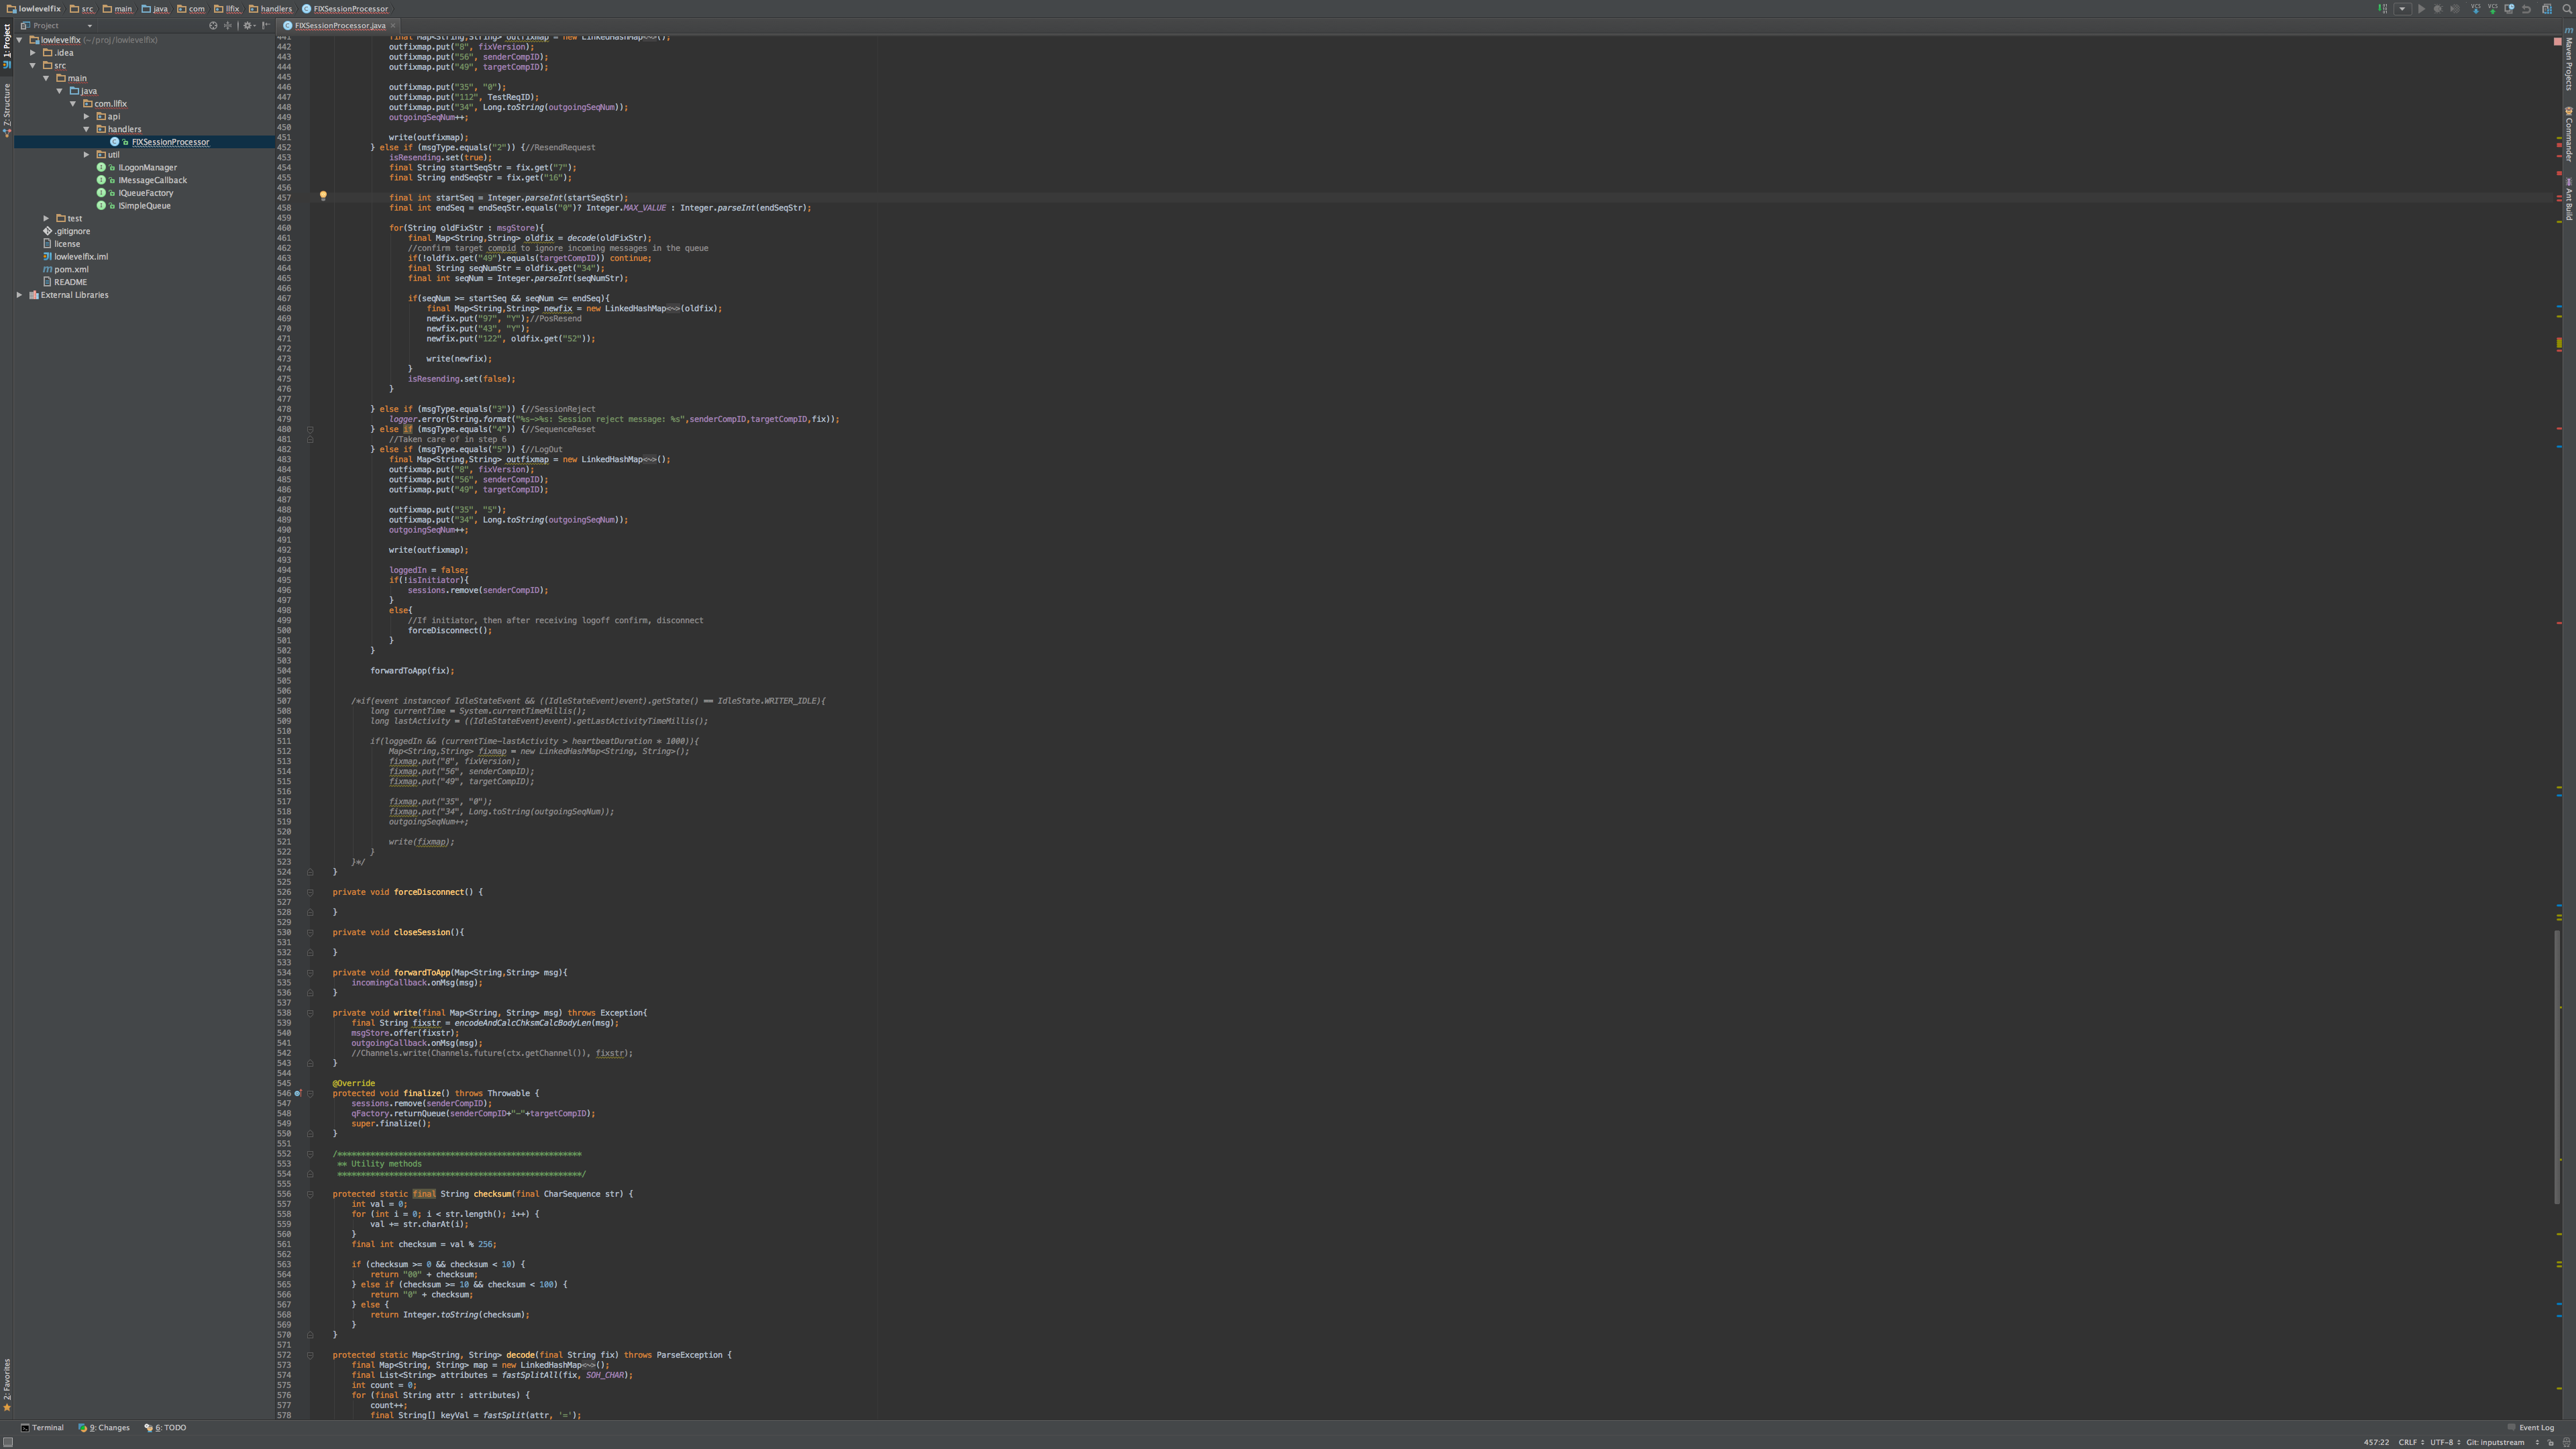 lowlevelfix src main java com llfix handlers FIXSessionProcessor
Project
FIXSessionProcessor.java
1: Project
Z: Structure
2: Favorites
Maven Projects
Commander
Ant Build
lowlevelfix (~/proj/lowlevelfix)
.idea
src
main
java
com.llfix
api
handlers
FIXSessionProcessor
util
ILogonManager
IMessageCallback
IQueueFactory
ISimpleQueue
test
.gitignore
license
lowlevelfix.iml
pom.xml
README
External Libraries
441 final Map<String,String> outfixmap = new LinkedHashMap<~>();
442 outfixmap.put("8", fixVersion);
443 outfixmap.put("56", senderCompID);
444 outfixmap.put("49", targetCompID);
445
446 outfixmap.put("35", "0");
447 outfixmap.put("112", TestReqID);
448 outfixmap.put("34", Long.toString(outgoingSeqNum));
449 outgoingSeqNum++;
450
451 write(outfixmap);
452 } else if (msgType.equals("2")) {//ResendRequest
453 isResending.set(true);
454 final String startSeqStr = fix.get("7");
455 final String endSeqStr = fix.get("16");
456
457 final int startSeq = Integer.parseInt(startSeqStr);
458 final int endSeq = endSeqStr.equals("0")? Integer.MAX_VALUE : Integer.parseInt(endSeqStr);
459
460 for(String oldFixStr : msgStore){
461 final Map<String,String> oldfix = decode(oldFixStr);
462 //confirm target compid to ignore incoming messages in the queue
463 if(!oldfix.get("49").equals(targetCompID)) continue;
464 final String seqNumStr = oldfix.get("34");
465 final int seqNum = Integer.parseInt(seqNumStr);
466
467 if(seqNum >= startSeq && seqNum <= endSeq){
468 final Map<String,String> newfix = new LinkedHashMap<~>(oldfix);
469 newfix.put("97", "Y");//PosResend
470 newfix.put("43", "Y");
471 newfix.put("122", oldfix.get("52"));
472
473 write(newfix);
474 }
475 isResending.set(false);
476 }
477
478 } else if (msgType.equals("3")) {//SessionReject
479 logger.error(String.format("%s->%s: Session reject message: %s",senderCompID,targetCompID,fix));
480 } else if (msgType.equals("4")) {//SequenceReset
481 //Taken care of in step 6
482 } else if (msgType.equals("5")) {//LogOut
483 final Map<String,String> outfixmap = new LinkedHashMap<~>();
484 outfixmap.put("8", fixVersion);
485 outfixmap.put("56", senderCompID);
486 outfixmap.put("49", targetCompID);
487
488 outfixmap.put("35", "5");
489 outfixmap.put("34", Long.toString(outgoingSeqNum));
490 outgoingSeqNum++;
491
492 write(outfixmap);
493
494 loggedIn = false;
495 if(!isInitiator){
496 sessions.remove(senderCompID);
497 }
498 else{
499 //If initiator, then after receiving logoff confirm, disconnect
500 forceDisconnect();
501 }
502 }
503
504 forwardToApp(fix);
505
506
507 /*if(event instanceof IdleStateEvent && ((IdleStateEvent)event).getState() == IdleState.WRITER_IDLE){
508 long currentTime = System.currentTimeMillis();
509 long lastActivity = ((IdleStateEvent)event).getLastActivityTimeMillis();
510
511 if(loggedIn && (currentTime-lastActivity > heartbeatDuration * 1000)){
512 Map<String,String> fixmap = new LinkedHashMap<String, String>();
513 fixmap.put("8", fixVersion);
514 fixmap.put("56", senderCompID);
515 fixmap.put("49", targetCompID);
516
517 fixmap.put("35", "0");
518 fixmap.put("34", Long.toString(outgoingSeqNum));
519 outgoingSeqNum++;
520
521 write(fixmap);
522 }
523 }*/
524 }
525
526 private void forceDisconnect() {
527
528 }
529
530 private void closeSession(){
531
532 }
533
534 private void forwardToApp(Map<String,String> msg){
535 incomingCallback.onMsg(msg);
536 }
537
538 private void write(final Map<String, String> msg) throws Exception{
539 final String fixstr = encodeAndCalcChksmCalcBodyLen(msg);
540 msgStore.offer(fixstr);
541 outgoingCallback.onMsg(msg);
542 //Channels.write(Channels.future(ctx.getChannel()), fixstr);
543 }
544
545 @Override
546 protected void finalize() throws Throwable {
547 sessions.remove(senderCompID);
548 qFactory.returnQueue(senderCompID+"-"+targetCompID);
549 super.finalize();
550 }
551
552 /****************************************************
553 ** Utility methods
554 ****************************************************/
555
556 protected static final String checksum(final CharSequence str) {
557 int val = 0;
558 for (int i = 0; i < str.length(); i++) {
559 val += str.charAt(i);
560 }
561 final int checksum = val % 256;
562
563 if (checksum >= 0 && checksum < 10) {
564 return "00" + checksum;
565 } else if (checksum >= 10 && checksum < 100) {
566 return "0" + checksum;
567 } else {
568 return Integer.toString(checksum);
569 }
570 }
571
572 protected static Map<String, String> decode(final String fix) throws ParseException {
573 final Map<String, String> map = new LinkedHashMap<~>();
574 final List<String> attributes = fastSplitAll(fix, SOH_CHAR);
575 int count = 0;
576 for (final String attr : attributes) {
577 count++;
578 final String[] keyVal = fastSplit(attr, '=');
Terminal 9: Changes 6: TODO Event Log
457:22 CRLF UTF-8 Git: inputstream